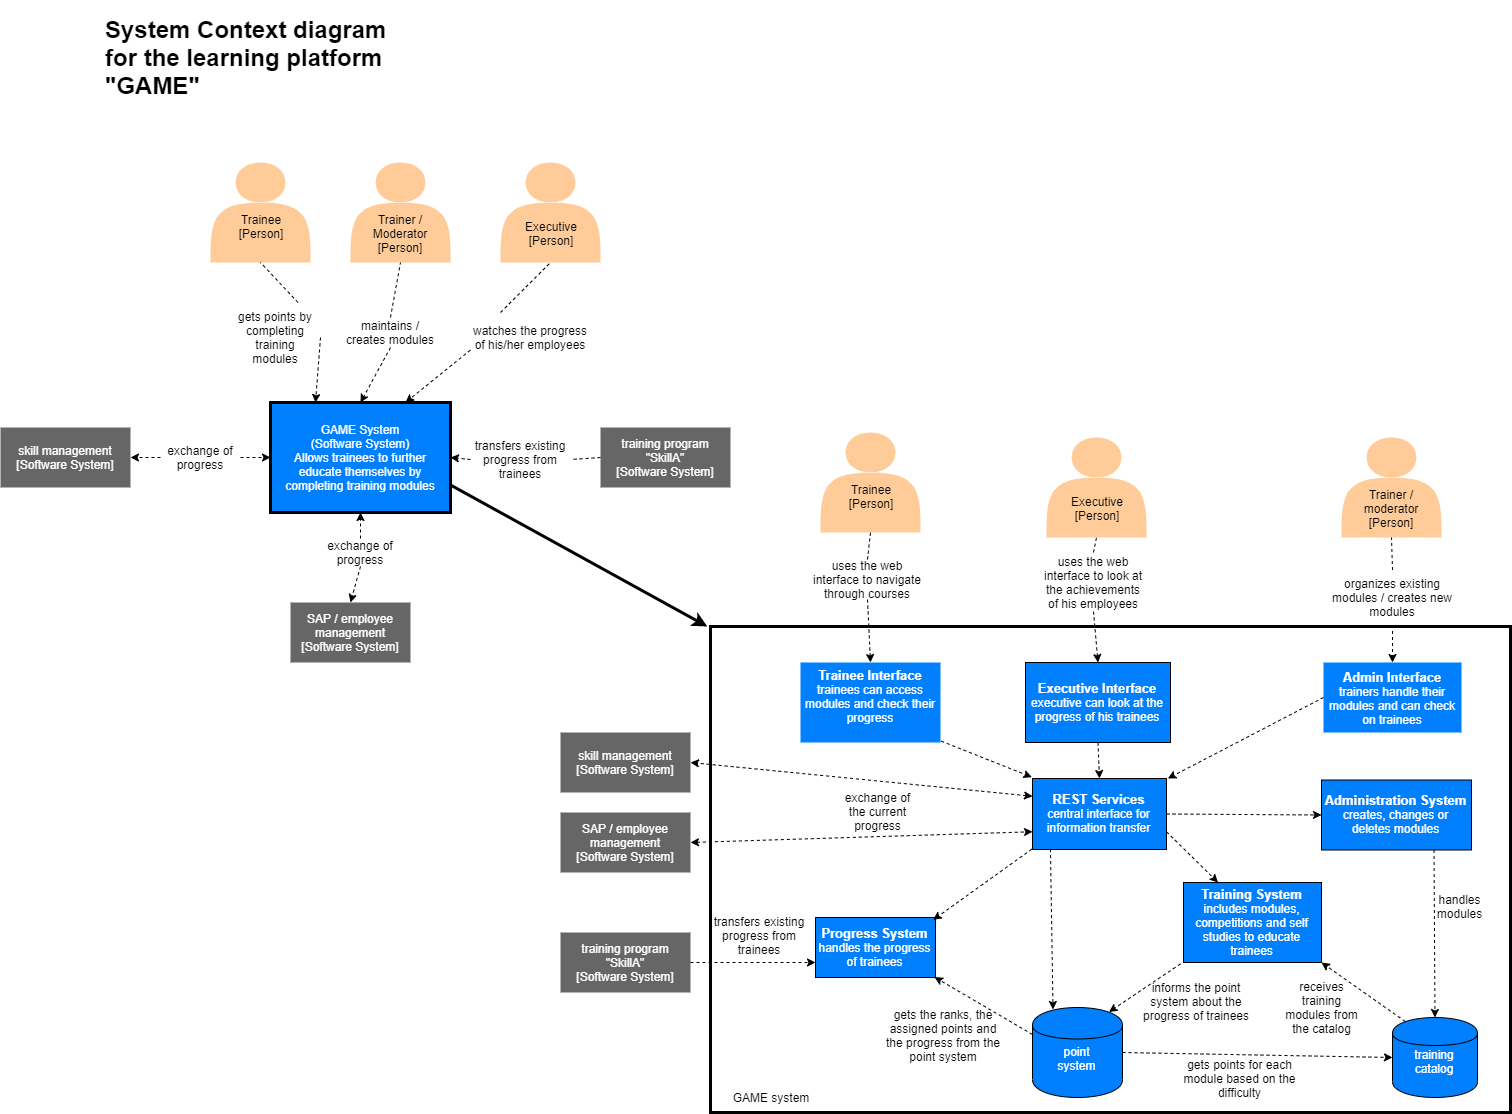 System Context diagram
for the learning platform
"GAME"
Trainee
[Person]
Trainer /
Moderator
[Person]
Executive
[Person]
gets points by
completing
training
modules
maintains /
creates modules
watches the progress
of his/her employees
skill management
[Software System]
exchange of
progress
GAME System
(Software System)
Allows trainees to further
educate themselves by
completing training modules
transfers existing
progress from
trainees
training program
"SkillA"
[Software System]
exchange of
progress
SAP / employee
management
[Software System]
Trainee
[Person]
Executive
[Person]
Trainer /
moderator
[Person]
uses the web
interface to navigate
through courses
uses the web
interface to look at
the achievements
of his employees
organizes existing
modules / creates new
modules
Trainee Interface
trainees can access
modules and check their
progress
Executive Interface
executive can look at the
progress of his trainees
Admin Interface
trainers handle their
modules and can check
on trainees
skill management
[Software System]
exchange of
the current
progress
SAP / employee
management
[Software System]
REST Services
central interface for
information transfer
Administration System
creates, changes or
deletes modules
Training System
includes modules,
competitions and self
studies to educate
trainees
handles
modules
transfers existing
progress from
trainees
training program
"SkillA"
[Software System]
Progress System
handles the progress
of trainees
informs the point
system about the
progress of trainees
receives
training
modules from
the catalog
gets the ranks, the
assigned points and
the progress from the
point system
point
system
training
catalog
gets points for each
module based on the
difficulty
GAME system